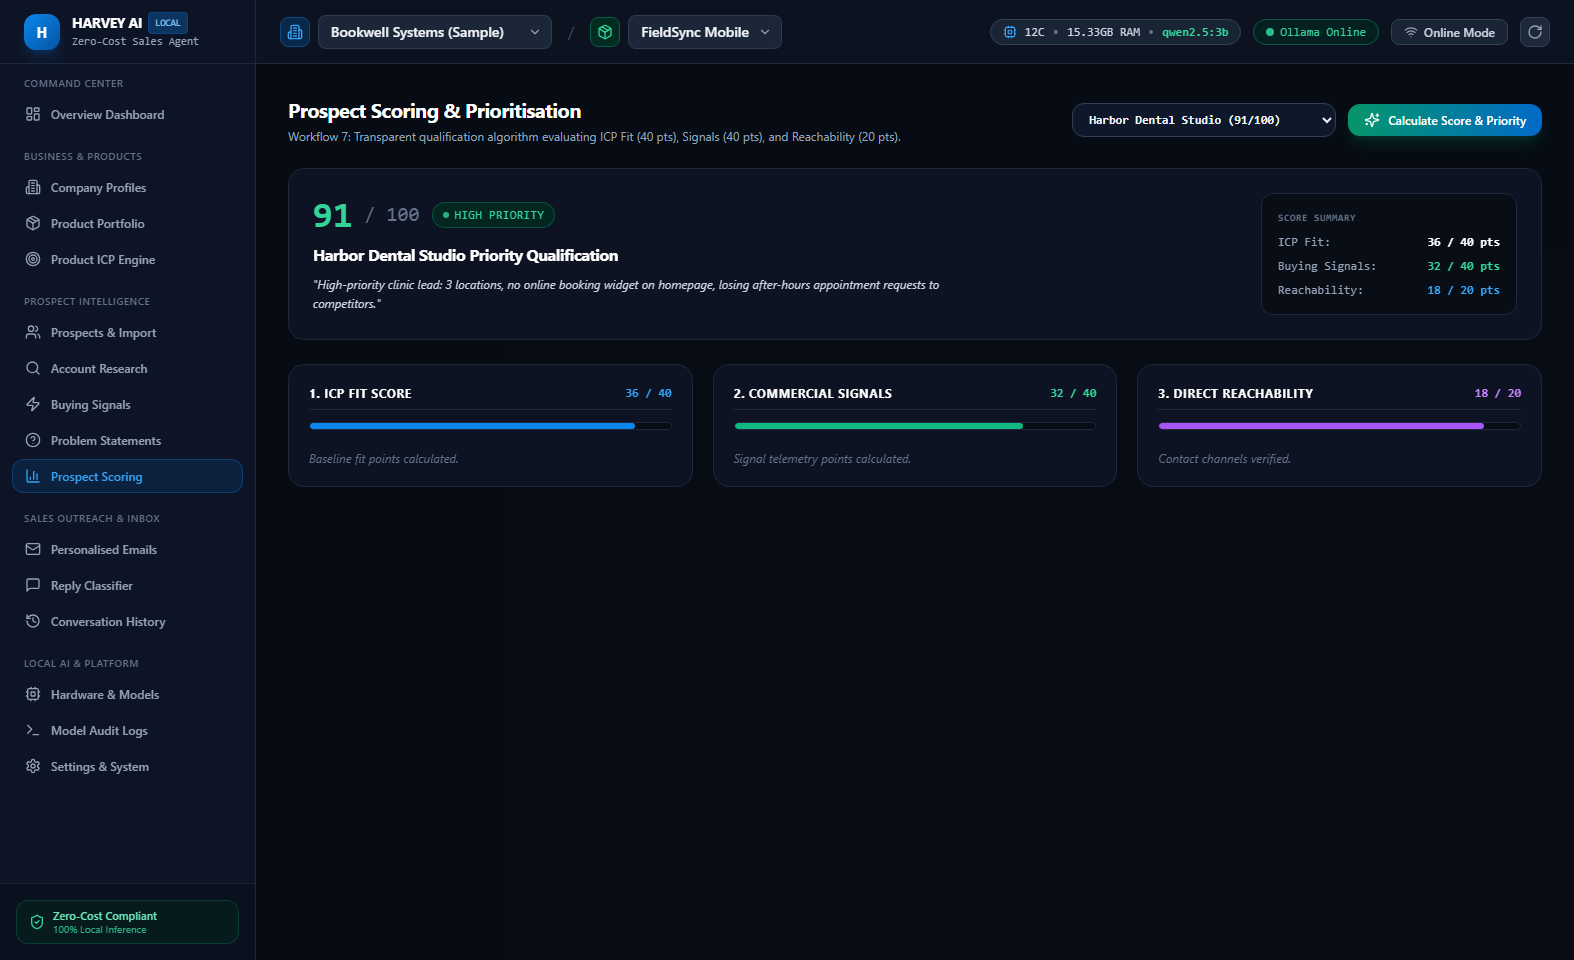 H
HARVEY AI LOCAL
Zero-Cost Sales Agent
Bookwell Systems (Sample) / FieldSync Mobile
12C • 15.33GB RAM • qwen2.5:3b
Ollama Online
Online Mode
COMMAND CENTER
Overview Dashboard
BUSINESS & PRODUCTS
Company Profiles
Product Portfolio
Product ICP Engine
PROSPECT INTELLIGENCE
Prospects & Import
Account Research
Buying Signals
Problem Statements
Prospect Scoring
SALES OUTREACH & INBOX
Personalised Emails
Reply Classifier
Conversation History
LOCAL AI & PLATFORM
Hardware & Models
Model Audit Logs
Settings & System
Zero-Cost Compliant
100% Local Inference
Prospect Scoring & Prioritisation
Workflow 7: Transparent qualification algorithm evaluating ICP Fit (40 pts), Signals (40 pts), and Reachability (20 pts).
Harbor Dental Studio (91/100)
Calculate Score & Priority
91 / 100 HIGH PRIORITY
Harbor Dental Studio Priority Qualification
"High-priority clinic lead: 3 locations, no online booking widget on homepage, losing after-hours appointment requests to
competitors."
SCORE SUMMARY
ICP Fit: 36 / 40 pts
Buying Signals: 32 / 40 pts
Reachability: 18 / 20 pts
1. ICP FIT SCORE 36 / 40
Baseline fit points calculated.
2. COMMERCIAL SIGNALS 32 / 40
Signal telemetry points calculated.
3. DIRECT REACHABILITY 18 / 20
Contact channels verified.